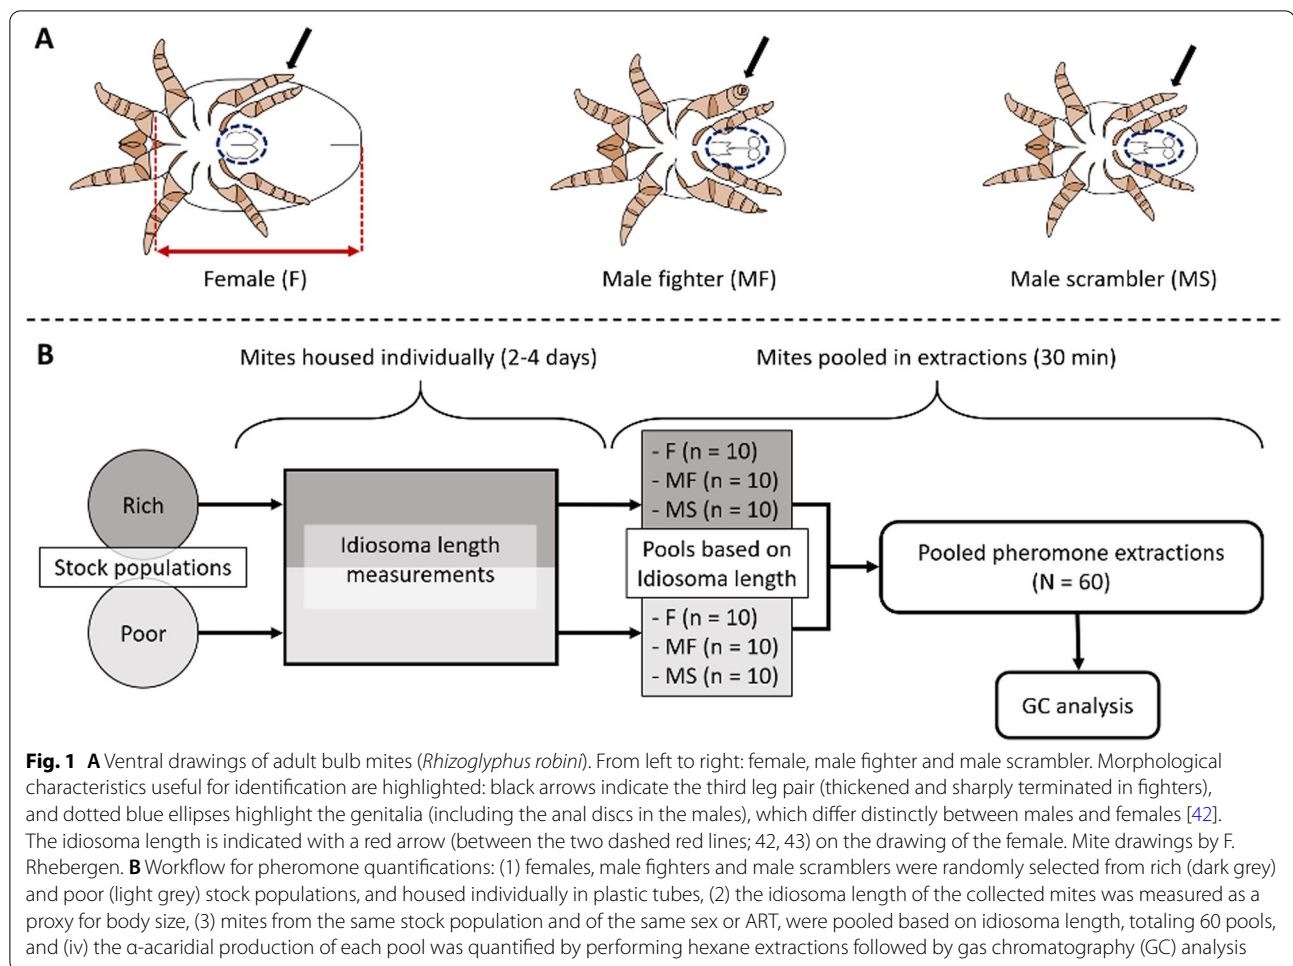 A
Female (F)
Male fighter (MF)
Male scrambler (MS)
B
Mites housed individually (2-4 days)
Mites pooled in extractions (30 min)
Rich
Stock populations
Poor
Idiosoma length
measurements
- F (n = 10)
- MF (n = 10)
- MS (n = 10)
Pools based on
Idiosoma length
- F (n = 10)
- MF (n = 10)
- MS (n = 10)
Pooled pheromone extractions
(N = 60)
GC analysis
Fig. 1 A Ventral drawings of adult bulb mites (Rhizoglyphus robini). From left to right: female, male fighter and male scrambler. Morphological
characteristics useful for identification are highlighted: black arrows indicate the third leg pair (thickened and sharply terminated in fighters),
and dotted blue ellipses highlight the genitalia (including the anal discs in the males), which differ distinctly between males and females [42].
The idiosoma length is indicated with a red arrow (between the two dashed red lines; 42, 43) on the drawing of the female. Mite drawings by F.
Rhebergen. B Workflow for pheromone quantifications: (1) females, male fighters and male scramblers were randomly selected from rich (dark grey)
and poor (light grey) stock populations, and housed individually in plastic tubes, (2) the idiosoma length of the collected mites was measured as a
proxy for body size, (3) mites from the same stock population and of the same sex or ART, were pooled based on idiosoma length, totaling 60 pools,
and (iv) the α-acaridial production of each pool was quantified by performing hexane extractions followed by gas chromatography (GC) analysis